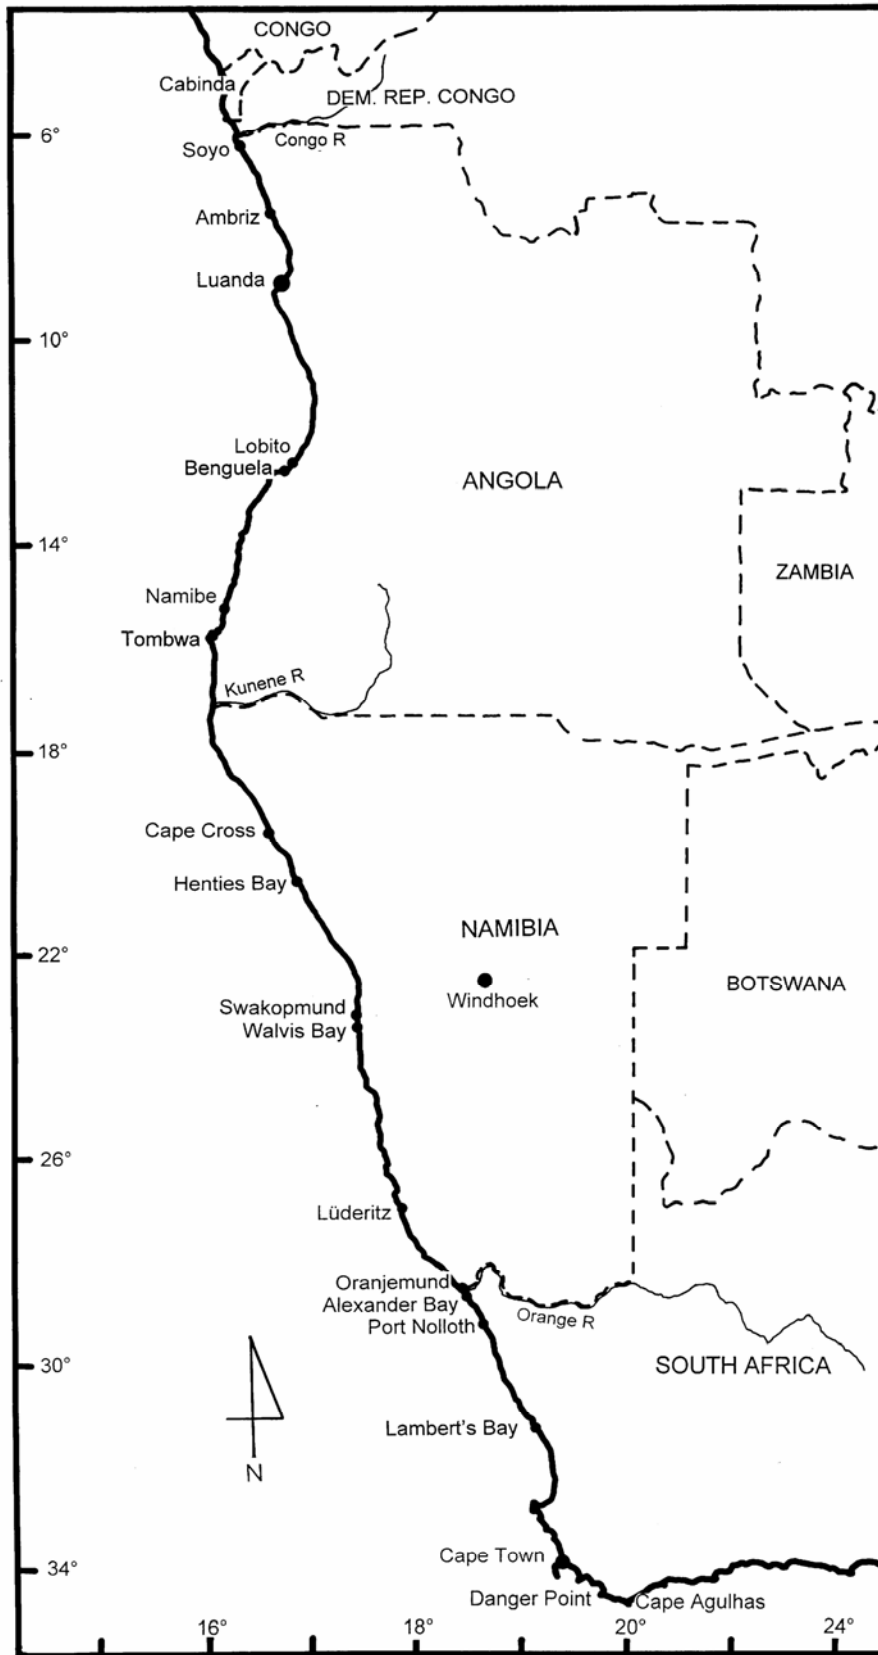 CONGO
Cabinda
DEM. REP. CONGO
6°
Congo R
Soyo
Ambriz
Luanda
10°
Lobito
Benguela
ANGOLA
14°
ZAMBIA
Namibe
Tombwa
Kunene R
18°
Cape Cross
Henties Bay
NAMIBIA
22°
BOTSWANA
Windhoek
Swakopmund
Walvis Bay
26°
Lüderitz
Oranjemund
Alexander Bay
Orange R
Port Nolloth
30°
SOUTH AFRICA
Lambert's Bay
N
Cape Town
34°
Danger Point
Cape Agulhas
16°
18°
20°
24°